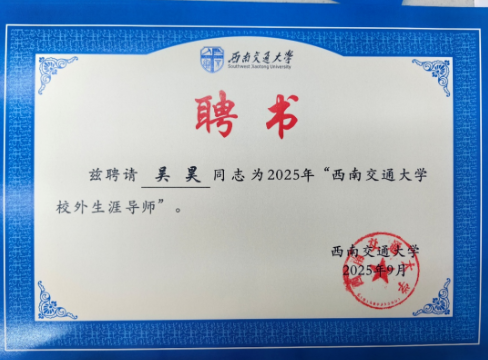 西南交通大学
Southwest Jiaotong University
聘书
兹聘请 吴昊 同志为2025年“西南交通大学
校外生涯导师”。
西南交通大学
2025年9月